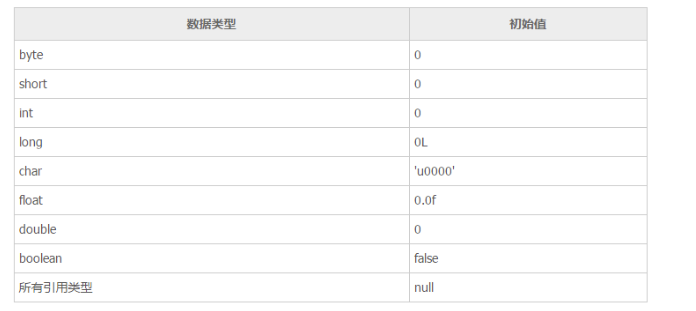 数据类型 初始值
byte 0
short 0
int 0
long 0L
char 'u0000'
float 0.0f
double 0
boolean false
所有引用类型 null